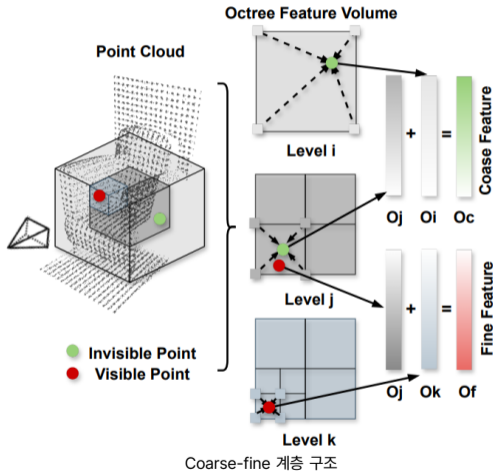 Octree Feature Volume
Point Cloud
Level i
Oj + Oi = Oc
Coase Feature
Level j
Invisible Point
Visible Point
Oj + Ok = Of
Fine Feature
Level k
Coarse-fine 계층 구조